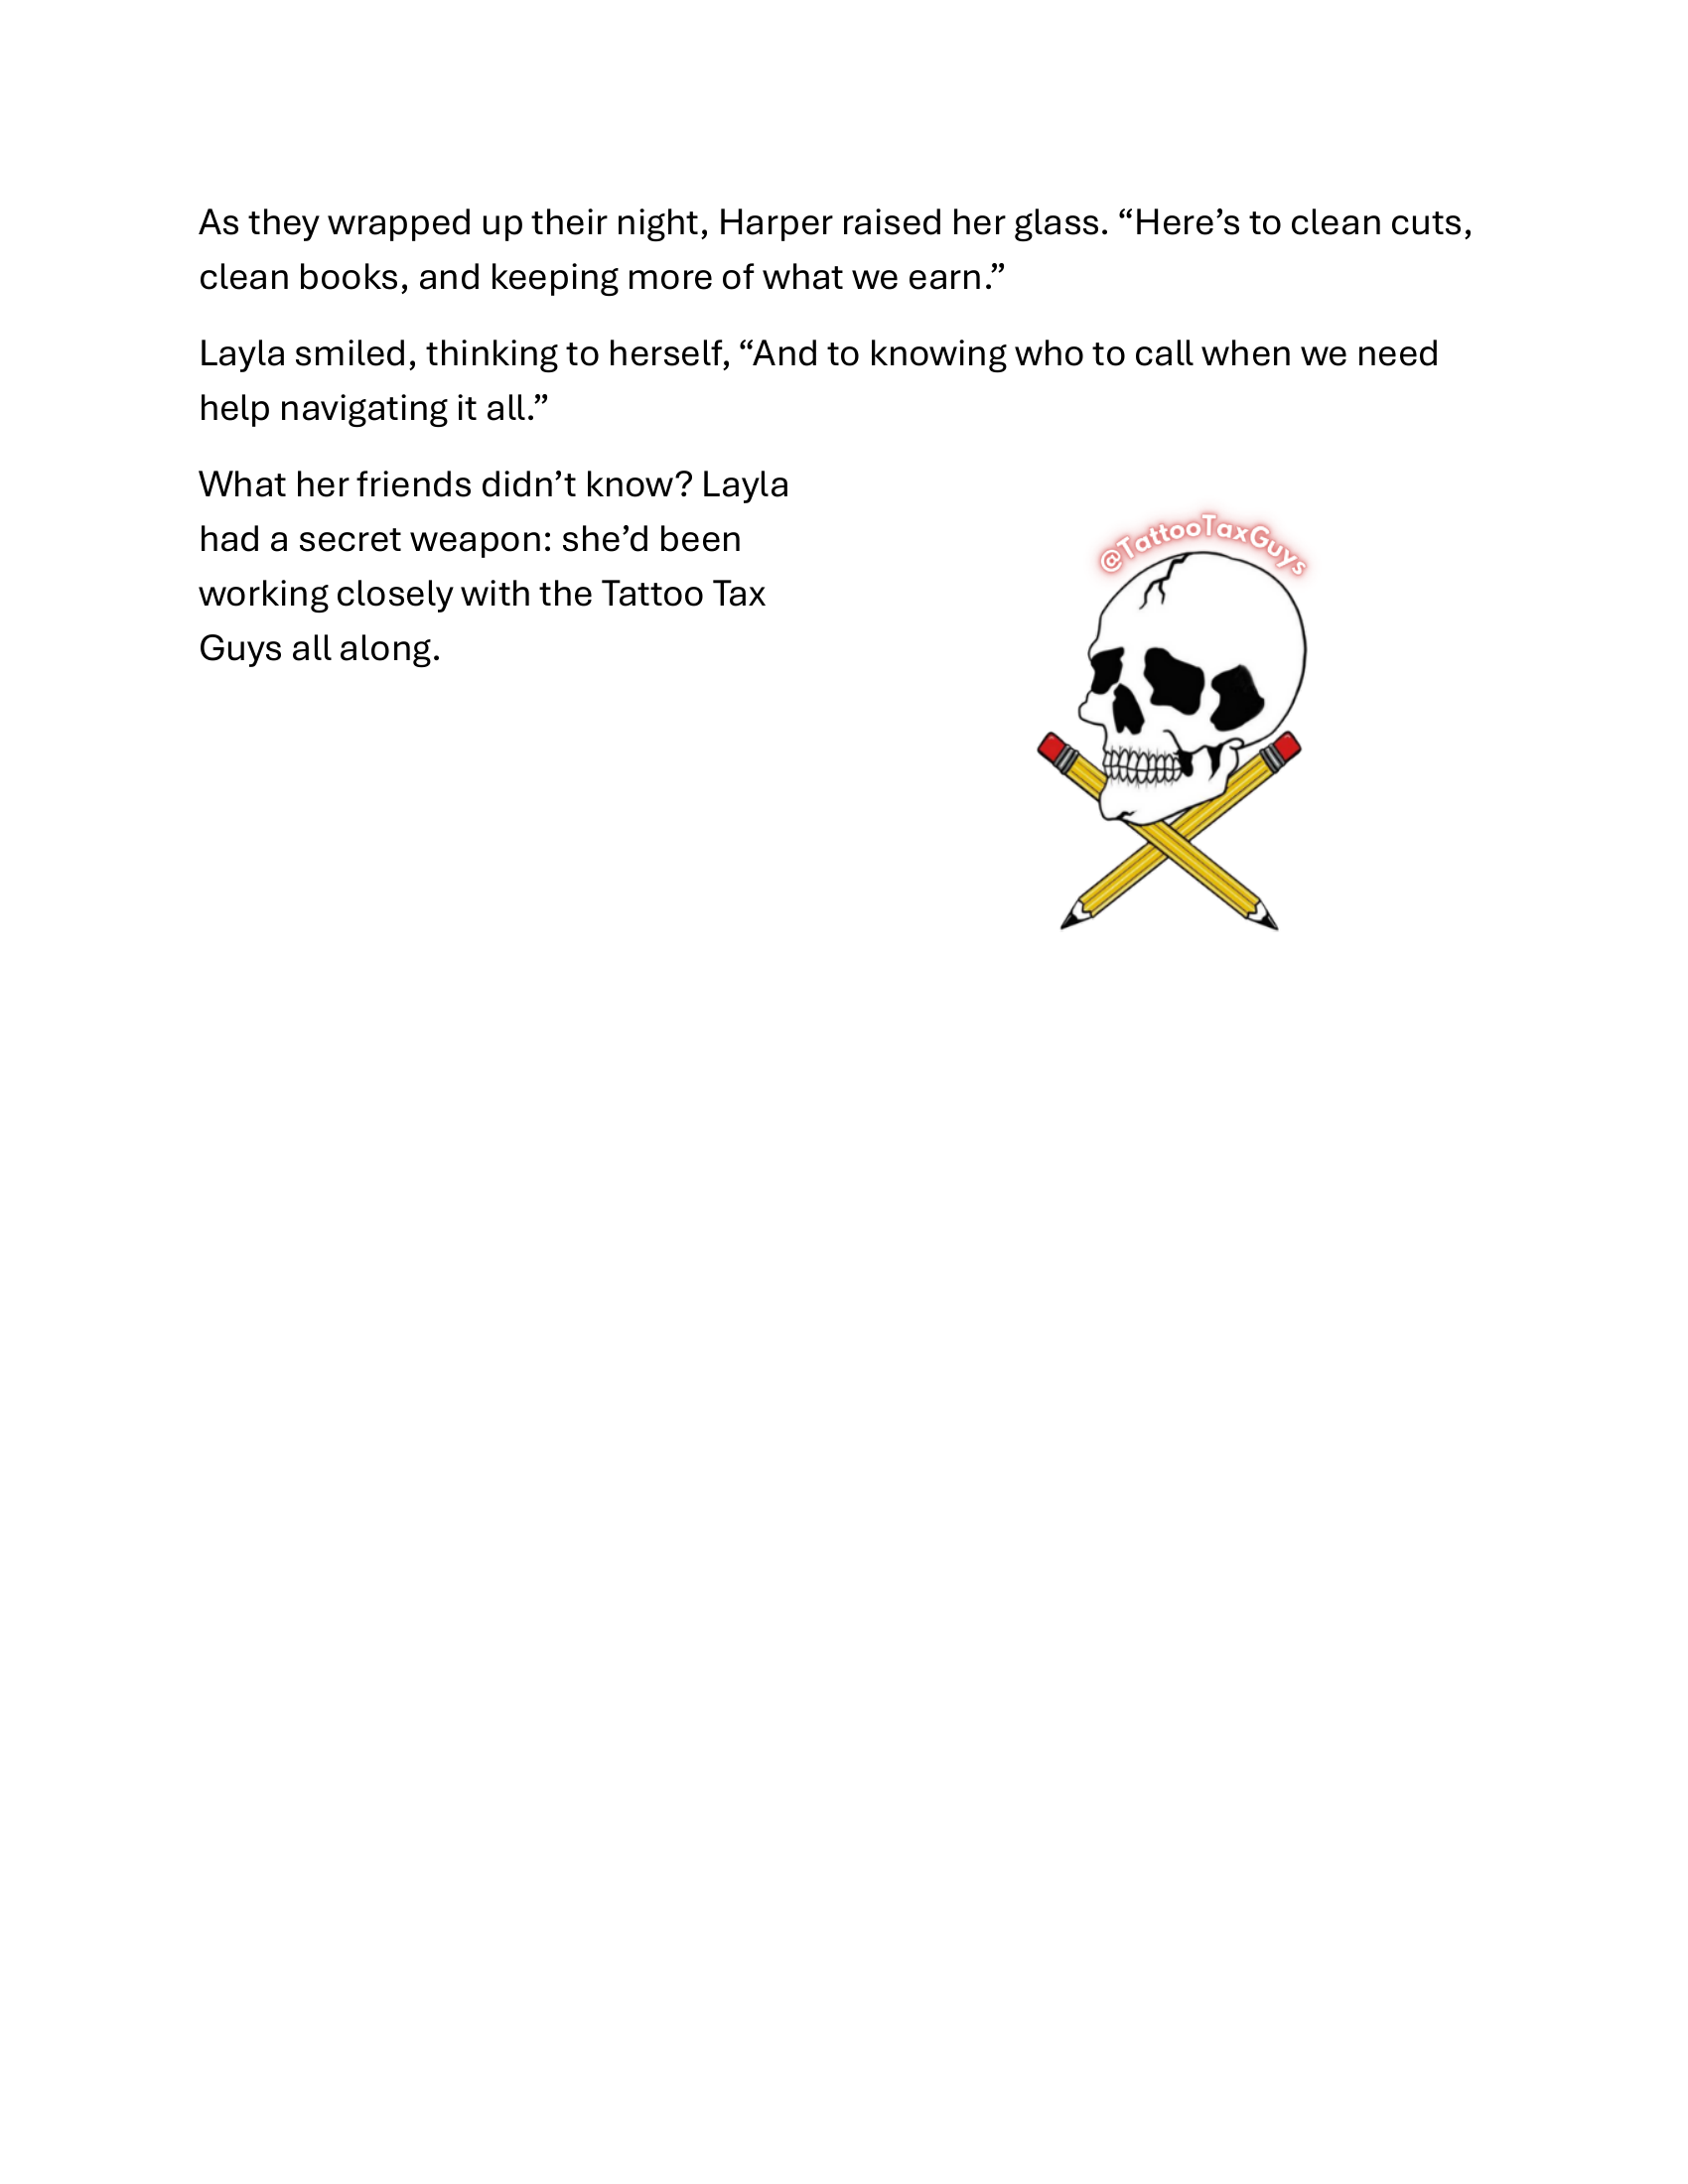 As they wrapped up their night, Harper raised her glass. “Here’s to clean cuts,
clean books, and keeping more of what we earn.”
Layla smiled, thinking to herself, “And to knowing who to call when we need
help navigating it all.”
What her friends didn’t know? Layla
had a secret weapon: she’d been
working closely with the Tattoo Tax
Guys all along.
@TattooTaxGuys